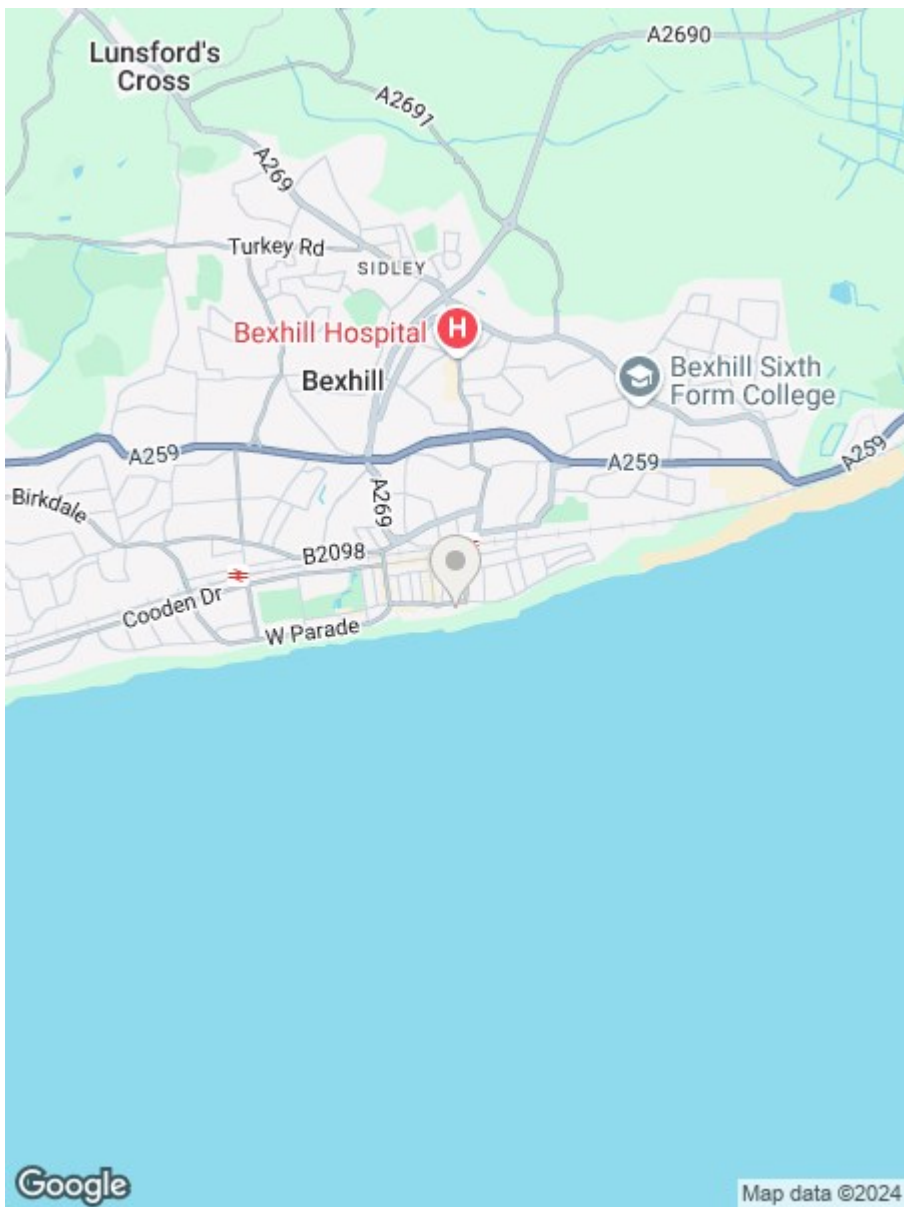 A2690
Lunsford's
Cross
A2691
A269
Turkey Rd
SIDLEY
Bexhill Hospital
H
Bexhill
Bexhill Sixth
Form College
A259
A259
A259
Birkdale
A269
B2098
Cooden Dr
W Parade
Google
Map data ©2024